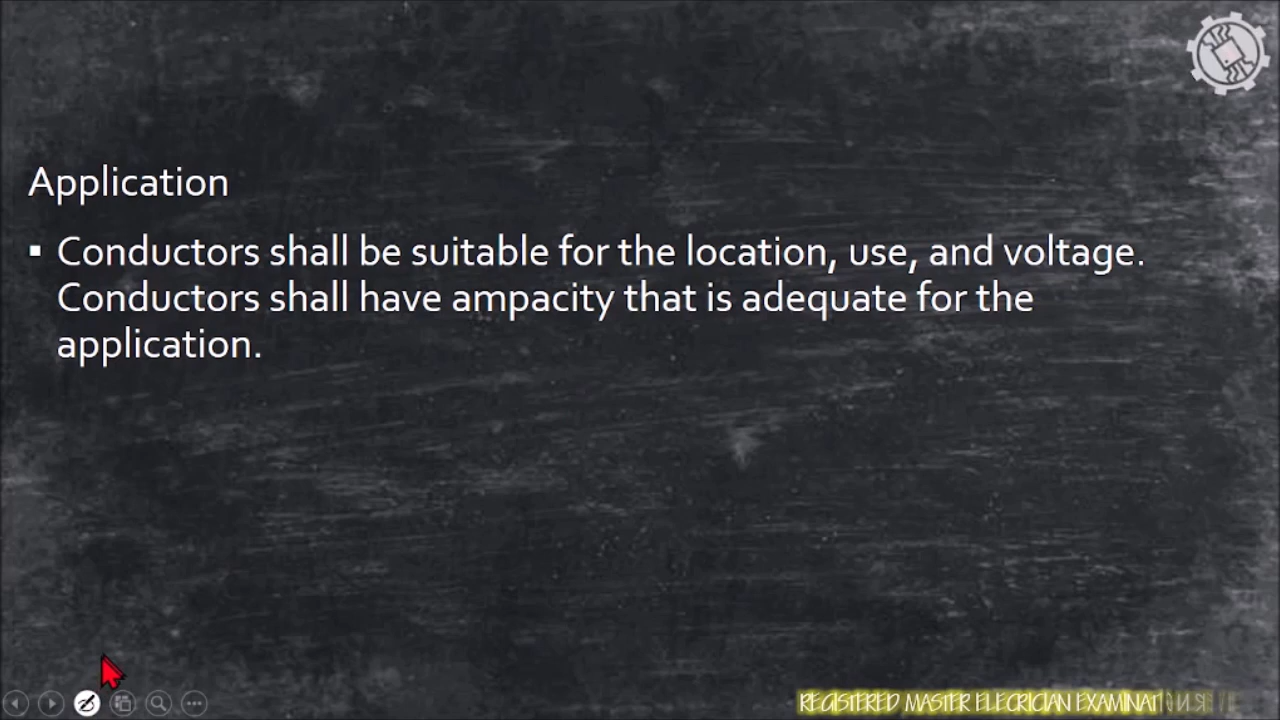 Application
▪ Conductors shall be suitable for the location, use, and voltage.
Conductors shall have ampacity that is adequate for the
application.
REGISTERED MASTER ELECRICIAN